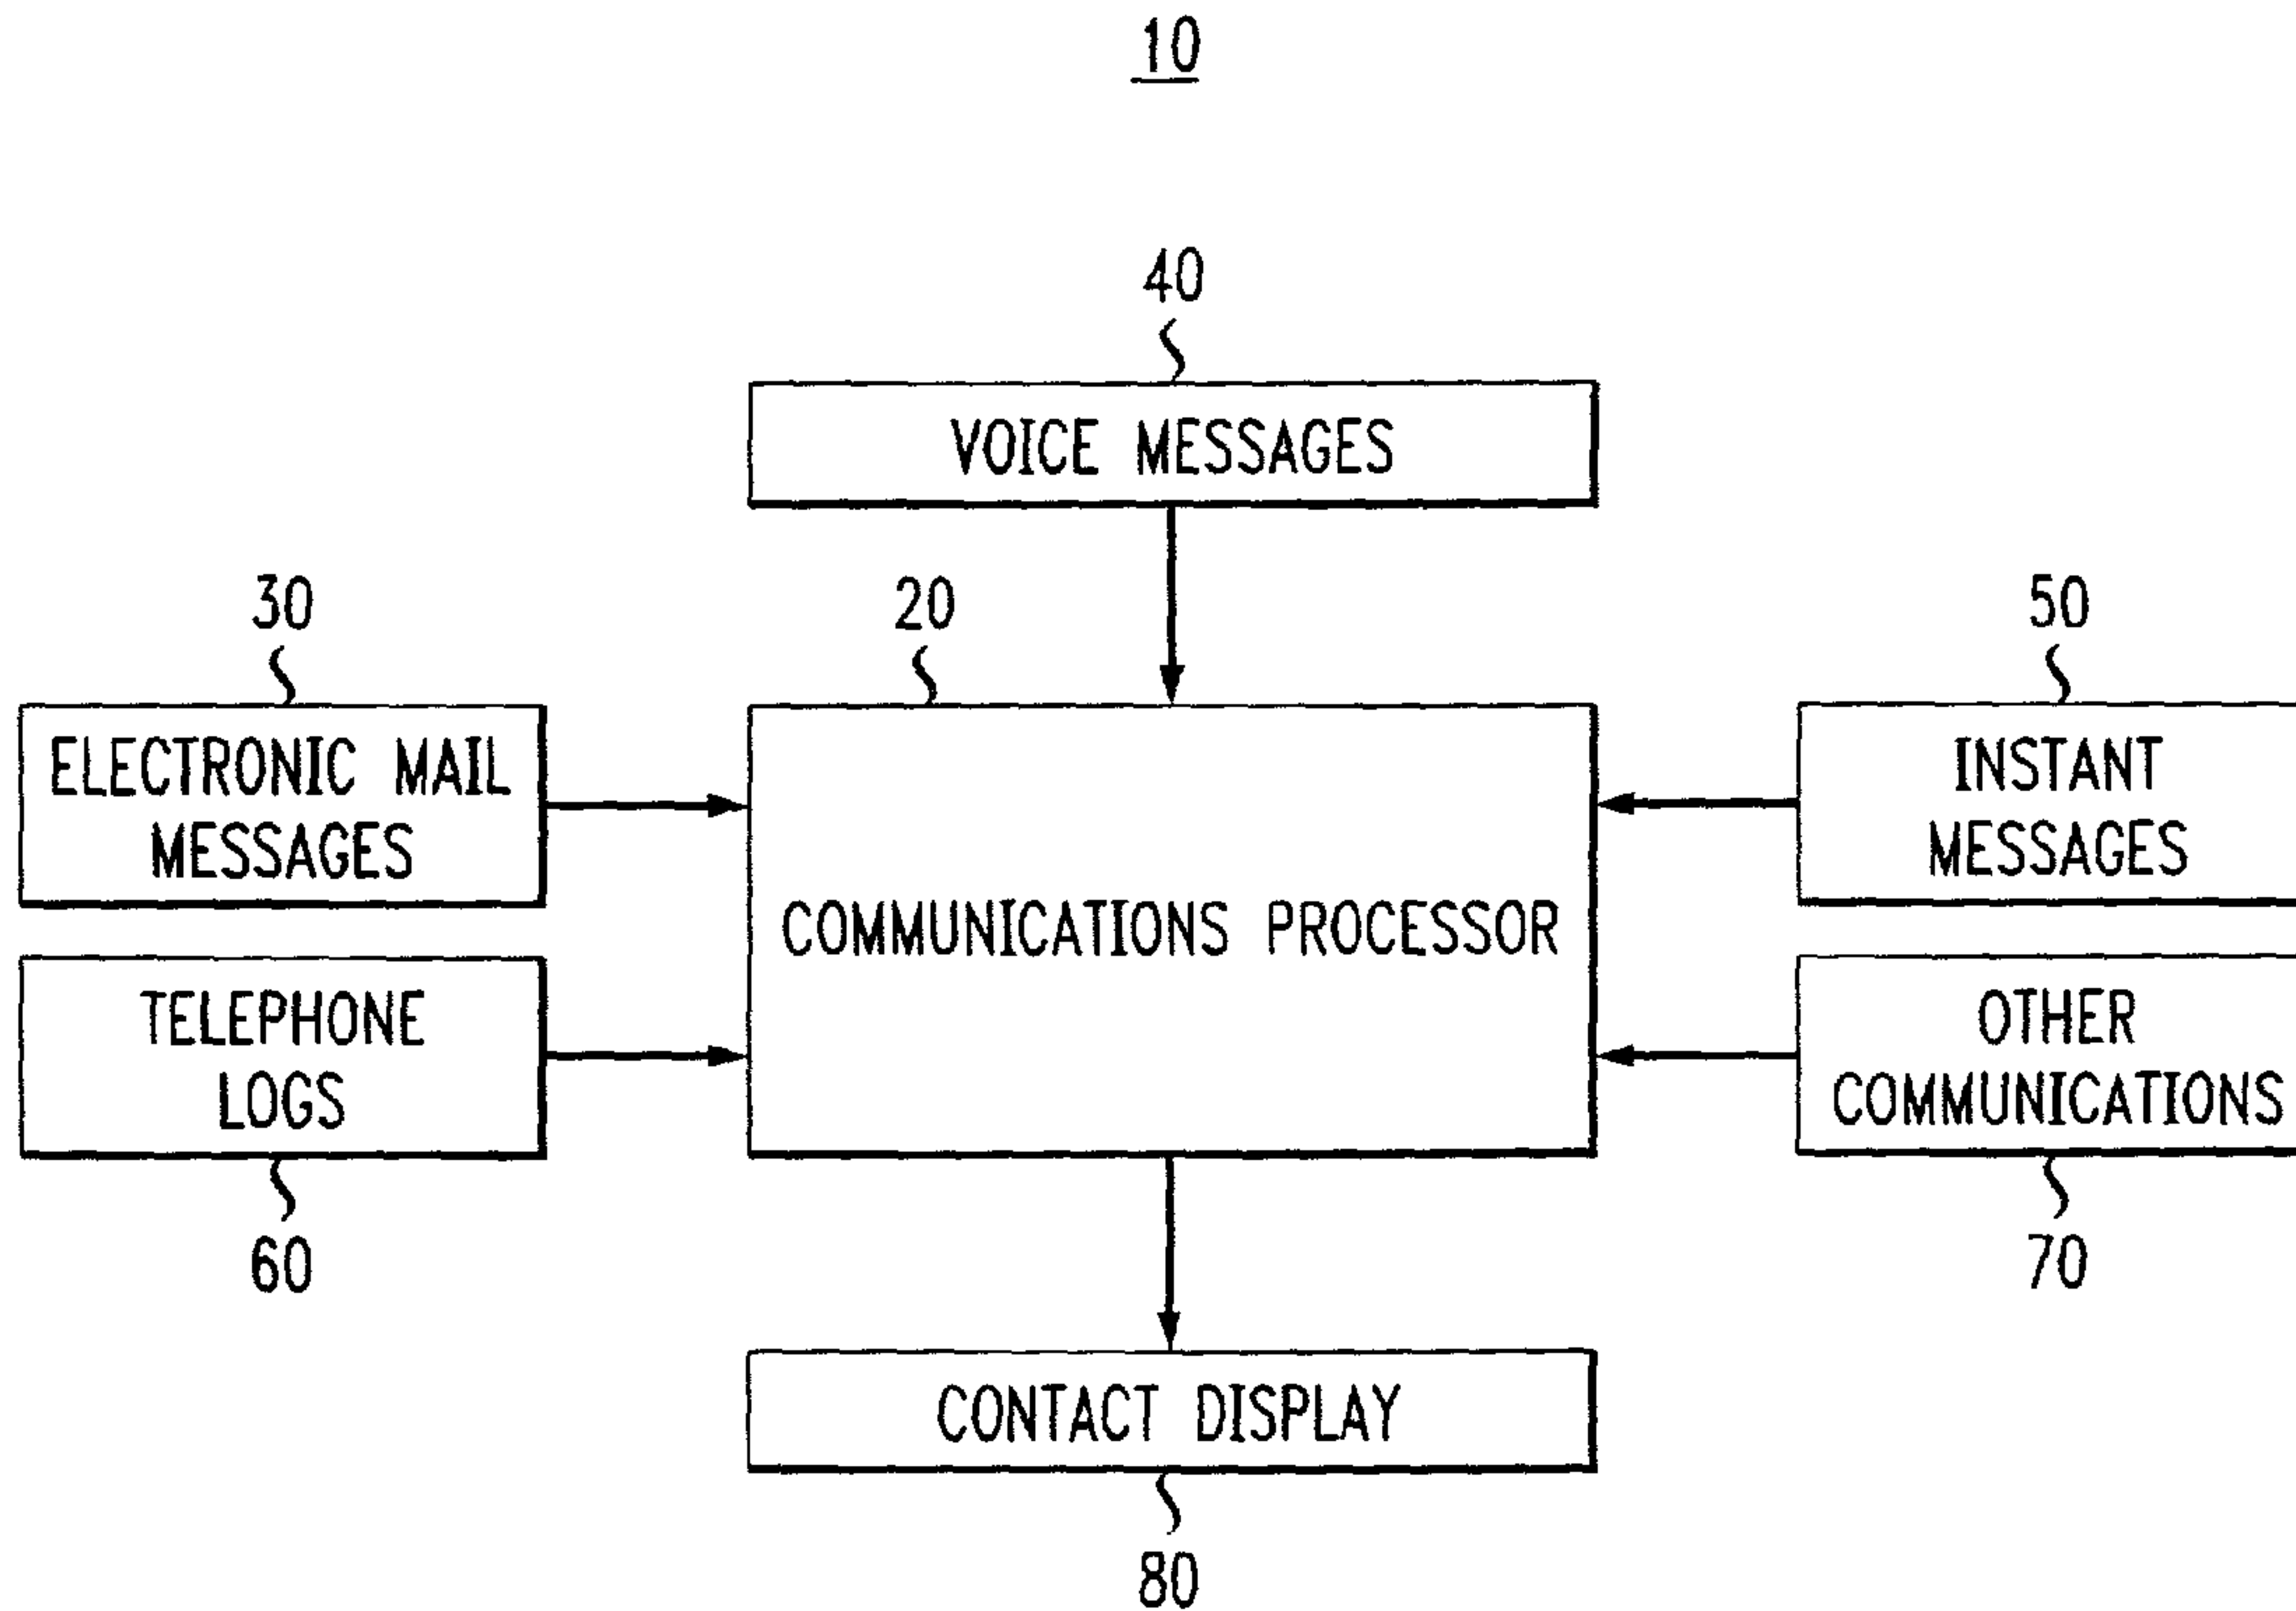 10
40
VOICE MESSAGES
30
20
50
ELECTRONIC MAIL
MESSAGES
INSTANT
MESSAGES
COMMUNICATIONS PROCESSOR
TELEPHONE
LOGS
OTHER
COMMUNICATIONS
60
70
CONTACT DISPLAY
80